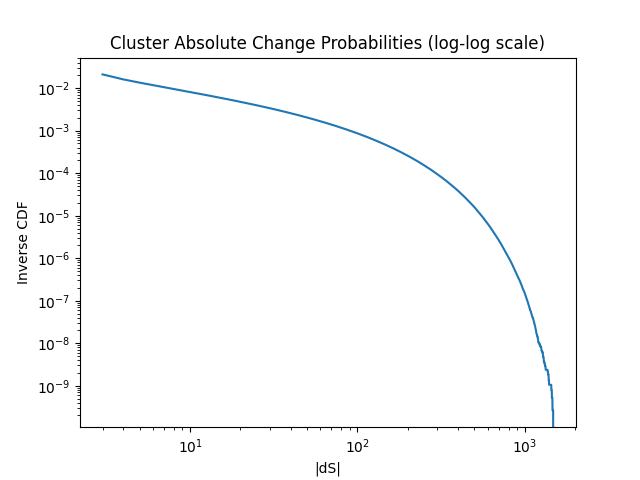 Cluster Absolute Change Probabilities (log-log scale)
Inverse CDF
10⁻²
10⁻³
10⁻⁴
10⁻⁵
10⁻⁶
10⁻⁷
10⁻⁸
10⁻⁹
10¹ 10² 10³
|dS|